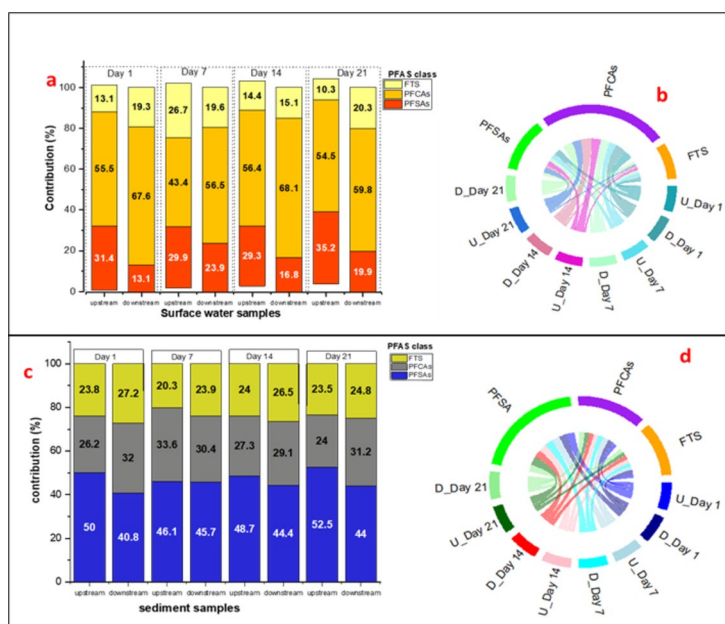 a
Day 1
Day 7
Day 14
Day 21
PFAS class
FTS
PFCAs
PFSAs
Contribution (%)
100
80
60
40
20
0
13.1
19.3
26.7
19.6
14.4
15.1
10.3
20.3
55.5
67.6
43.4
56.5
56.4
68.1
54.5
59.8
31.4
13.1
29.9
23.9
29.3
16.8
35.2
19.9
upstream downstream upstream downstream upstream downstream upstream downstream
Surface water samples
b
PFCAs
PFSAs
FTS
D_Day 21
U_Day 1
U_Day 21
D_Day 1
D_Day 14
U_Day 7
U_Day 14
D_Day 7
c
PFAS class
FTS
PFCAs
PFSAs
Day 1
Day 7
Day 14
Day 21
contribution (%)
100
80
60
40
20
0
23.8
27.2
20.3
23.9
24
26.5
23.5
24.8
26.2
32
33.6
30.4
27.3
29.1
24
31.2
50
40.8
46.1
45.7
48.7
44.4
52.5
44
upstream downstream upstream downstream upstream downstream upstream downstream
sediment samples
d
PFSA
PFCAs
FTS
D_Day 21
U_Day 1
U_Day 21
D_Day 1
D_Day 14
U_Day 7
U_Day 14
D_Day 7